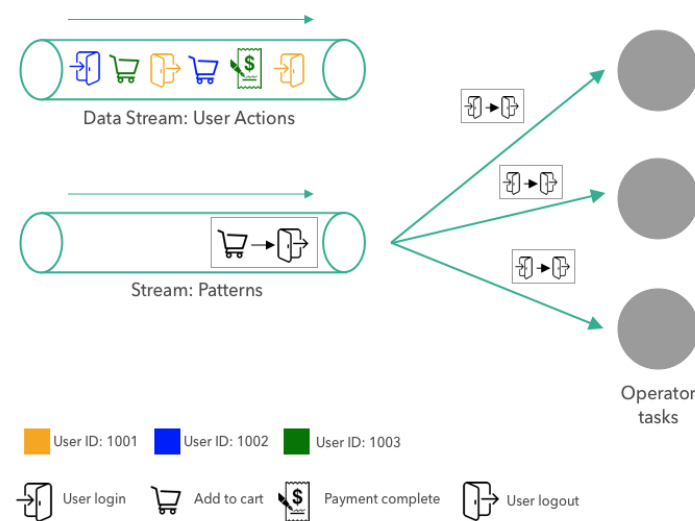 Data Stream: User Actions
Stream: Patterns
Operator
tasks
User ID: 1001
User ID: 1002
User ID: 1003
User login
Add to cart
$
Payment complete
User logout
$